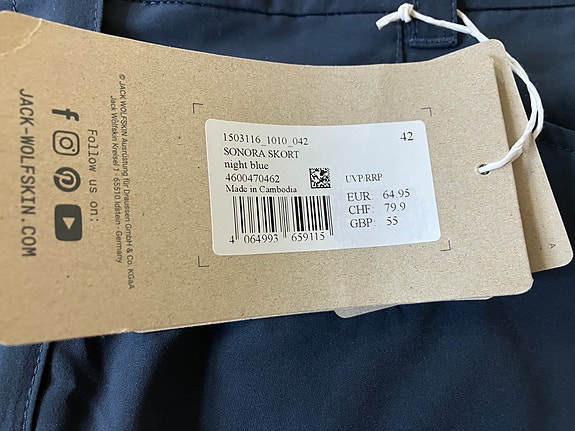 1503116_1010_042 42
SONORA SKORT
night blue
4600470462
Made in Cambodia
UVP/RRP
EUR: 64.95
CHF: 79.9
GBP: 55
4 064993 659115
© JACK WOLFSKIN Ausrüstung für Draussen GmbH & Co. KGaA
Jack Wolfskin Kreisel 1 · 65510 Idstein - Germany
Follow us on:
JACK-WOLFSKIN.COM
A